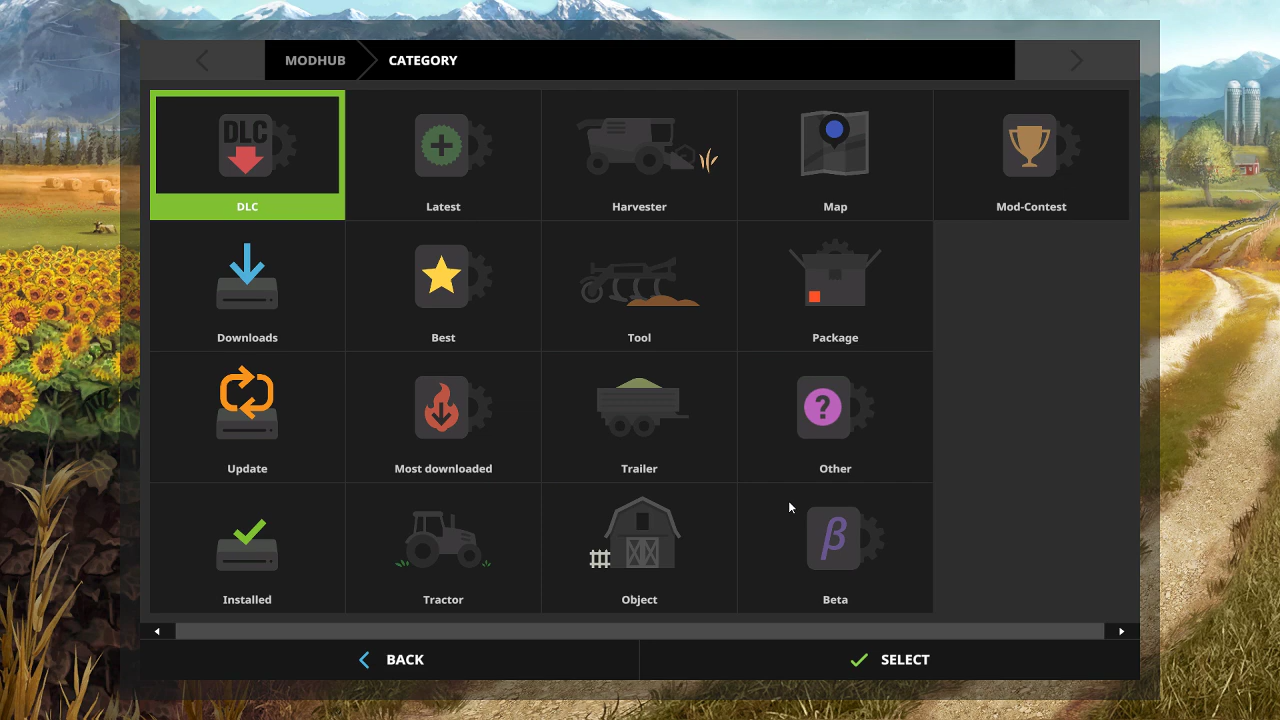 MODHUB
CATEGORY
DLC
DLC
Latest
Harvester
Map
Mod-Contest
Downloads
Best
Tool
?
Package
Update
Most downloaded
Trailer
Other
β
Installed
Tractor
Object
Beta
BACK
SELECT